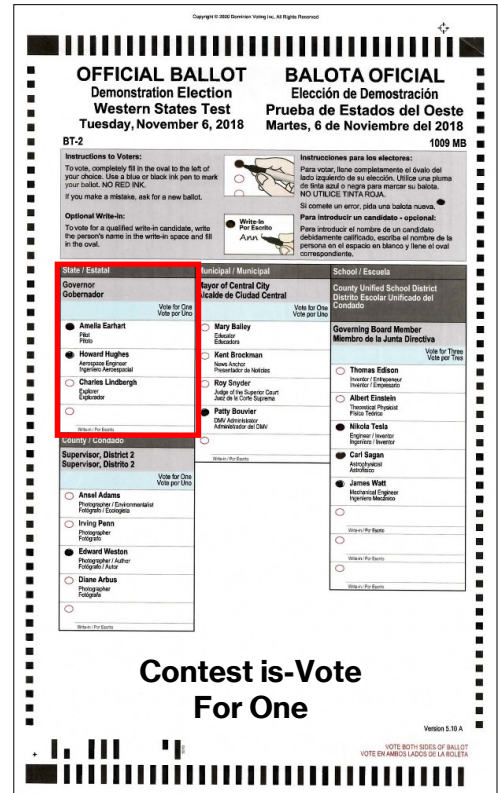 Copyright © 2020 Dominion Voting Inc. All Rights Reserved
OFFICIAL BALLOT
Demonstration Election
Western States Test
Tuesday, November 6, 2018
BALOTA OFICIAL
Elección de Demostración
Prueba de Estados del Oeste
Martes, 6 de Noviembre del 2018
BT-2
1009 MB
Instructions to Voters:
To vote, completely fill in the oval to the left of
your choice. Use a blue or black ink pen to mark
your ballot. NO RED INK.
If you make a mistake, ask for a new ballot.
Optional Write-in:
To vote for a qualified write-in candidate, write
the person's name in the write-in space and fill
in the oval.
Write-In
Por Escrito
Ann
Instrucciones para los electores:
Para votar, llene completamente el óvalo del
lado izquierdo de su elección. Utilice una pluma
de tinta azul o negra para marcar su balota.
NO UTILICE TINTA ROJA.
Si comete un error, pida una balota nueva.
Para introducir un candidato - opcional:
Para introducir el nombre de un candidato
debidamente calificado, escriba el nombre de la
persona en el espacio en blanco y llene el oval
correspondiente.
State / Estatal
Governor
Gobernador
Vote for One
Vote por Uno
Amelia Earhart
Pilot
Piloto
Howard Hughes
Aerospace Engineer
Ingeniero Aeroespacial
Charles Lindbergh
Explorer
Explorador
Write-in / Por Escrito
County / Condado
Supervisor, District 2
Supervisor, Distrito 2
Vote for One
Vote por Uno
Ansel Adams
Photographer / Environmentalist
Fotógrafo / Ecologista
Irving Penn
Photographer
Fotógrafo
Edward Weston
Photographer / Author
Fotógrafo / Autor
Diane Arbus
Photographer
Fotógrafa
Write-in / Por Escrito
Municipal / Municipal
Mayor of Central City
Alcalde de Ciudad Central
Vote for One
Vote por Uno
Mary Bailey
Educator
Educadora
Kent Brockman
News Anchor
Presentador de Noticias
Roy Snyder
Judge of the Superior Court
Juez de la Corte Suprema
Patty Bouvier
DMV Administrator
Administrador del DMV
Write-in / Por Escrito
School / Escuela
County Unified School District
Distrito Escolar Unificado del
Condado
Governing Board Member
Miembro de la Junta Directiva
Vote for Three
Vote por Tres
Thomas Edison
Inventor / Entrepeneur
Inventor / Empresario
Albert Einstein
Theoretical Physicist
Físico Teórico
Nikola Tesla
Engineer / Inventor
Ingeniero / Inventor
Carl Sagan
Astrophysicist
Astrofísico
James Watt
Mechanical Engineer
Ingeniero Mecánico
Write-in / Por Escrito
Write-in / Por Escrito
Write-in / Por Escrito
Contest is-Vote
For One
Version 5.10 A
VOTE BOTH SIDES OF BALLOT
VOTE EN AMBOS LADOS DE LA BOLETA